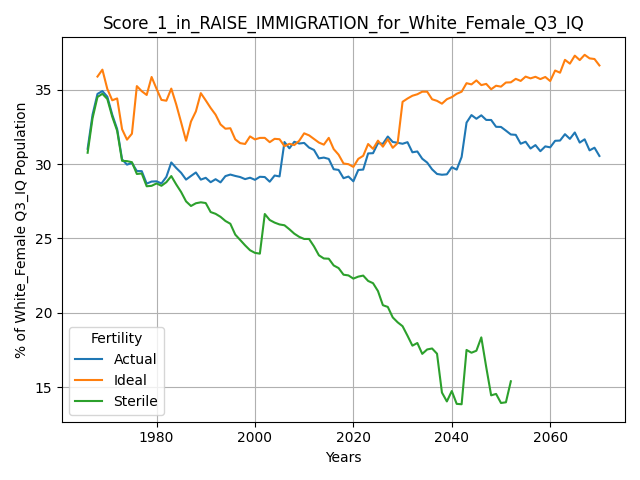 Score_1_in_RAISE_IMMIGRATION_for_White_Female_Q3_IQ
% of White_Female Q3_IQ Population
35
30
25
20
15
Fertility
Actual
Ideal
Sterile
1980 2000 2020 2040 2060
Years